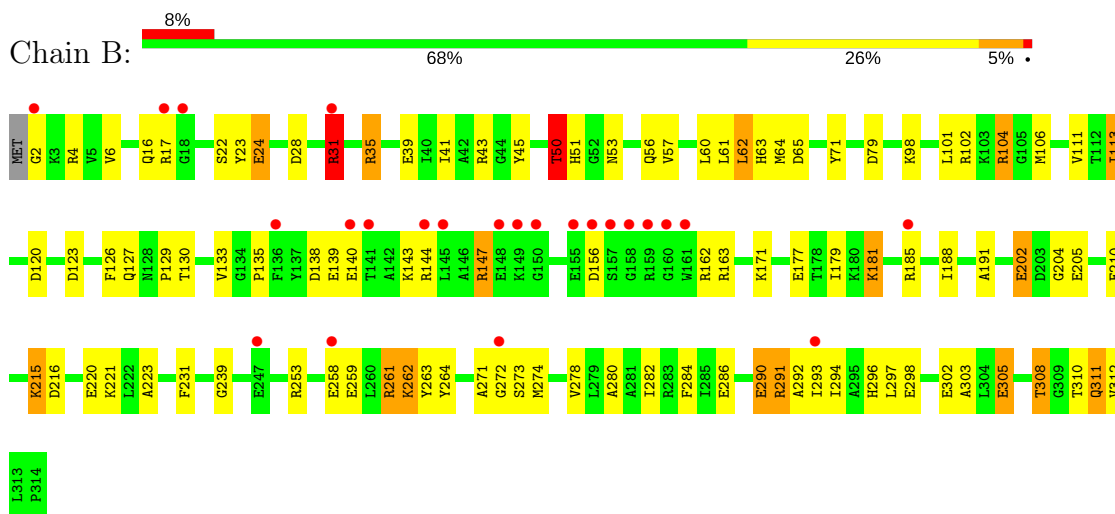 8%
Chain B:
68% 26% 5% •
MET G2 K3 R4 V5 V6 Q16 R17 G18 S22 Y23 E24 D28 R31 R35 E39 I40 I41 A42 R43 G44 Y45 T50 H51 G52 N53 Q56 V57 L60 L61 L62 H63 M64 D65 Y71 D79 K98 L101 R102 K103 R104 G105 M106 V111 T112
D120 D123 F126 Q127 N128 P129 T130 V133 G134 P135 F136 Y137 D138 E139 E140 T141 A142 K143 R144 L145 A146 R147 E148 K149 G150 E155 D156 S157 G158 R159 G160 W161 R162 R163 K171 E177 T178 I179 K180 K181 R185 I188 A191 E202 D203 G204 E205
K215 D216 E220 K221 L222 A223 F231 G239 E247 R253 E258 E259 L260 R261 K262 Y263 Y264 A271 G272 S273 M274 V278 L279 A280 A281 I282 R283 F284 I285 E286 E290 R291 A292 I293 I294 A295 H296 L297 E298 E302 A303 L304 E305 T308 G309 T310 Q311
L313 P314